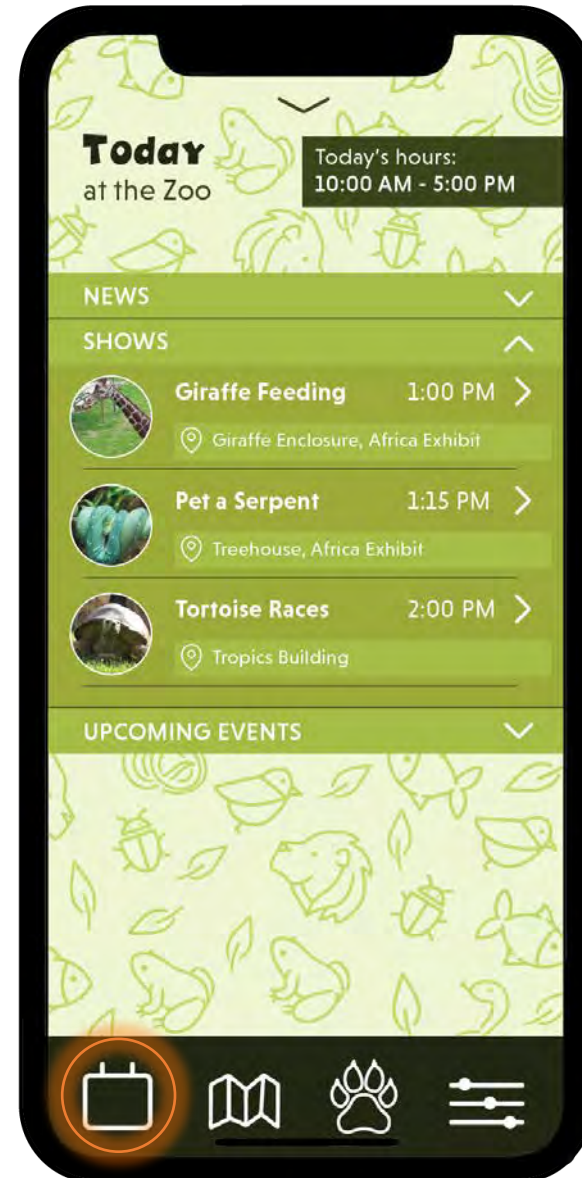 Today
at the Zoo
Today's hours:
10:00 AM - 5:00 PM
NEWS
SHOWS
Giraffe Feeding 1:00 PM
Giraffe Enclosure, Africa Exhibit
Pet a Serpent 1:15 PM
Treehouse, Africa Exhibit
Tortoise Races 2:00 PM
Tropics Building
UPCOMING EVENTS